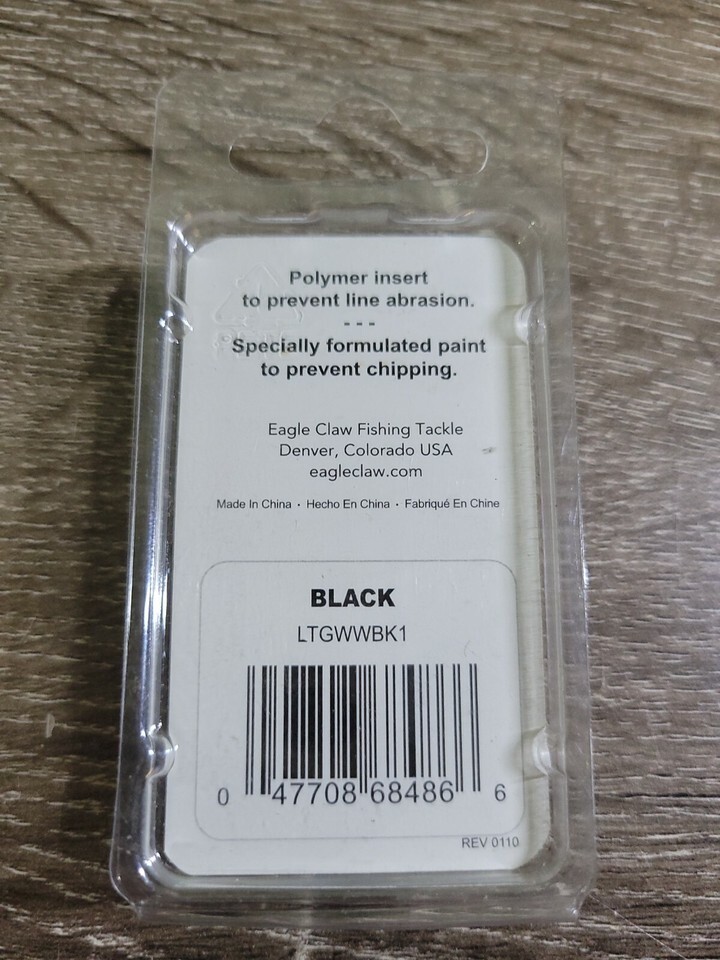 Polymer insert
to prevent line abrasion.
- - -
Specially formulated paint
to prevent chipping.
Eagle Claw Fishing Tackle
Denver, Colorado USA
eagleclaw.com
Made In China · Hecho En China · Fabriqué En Chine
BLACK
LTGWWBK1
0 47708 68486 6
REV 0110